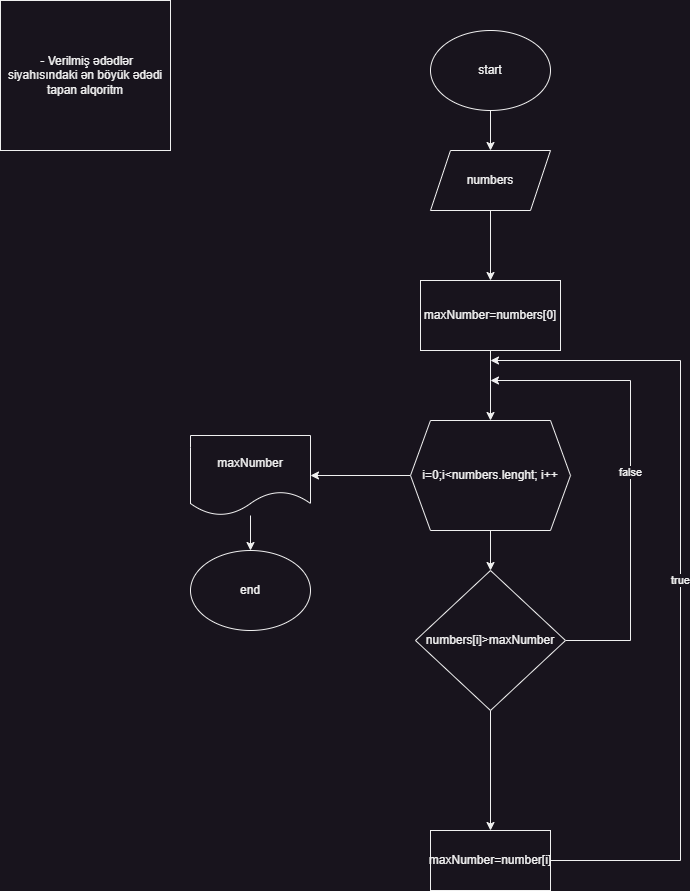 - Verilmiş ədədlər
siyahısındaki ən böyük ədədi
tapan alqoritm
start
numbers
maxNumber=numbers[0]
maxNumber
i=0;i<numbers.lenght; i++
false
end
true
numbers[i]>maxNumber
maxNumber=number[i]